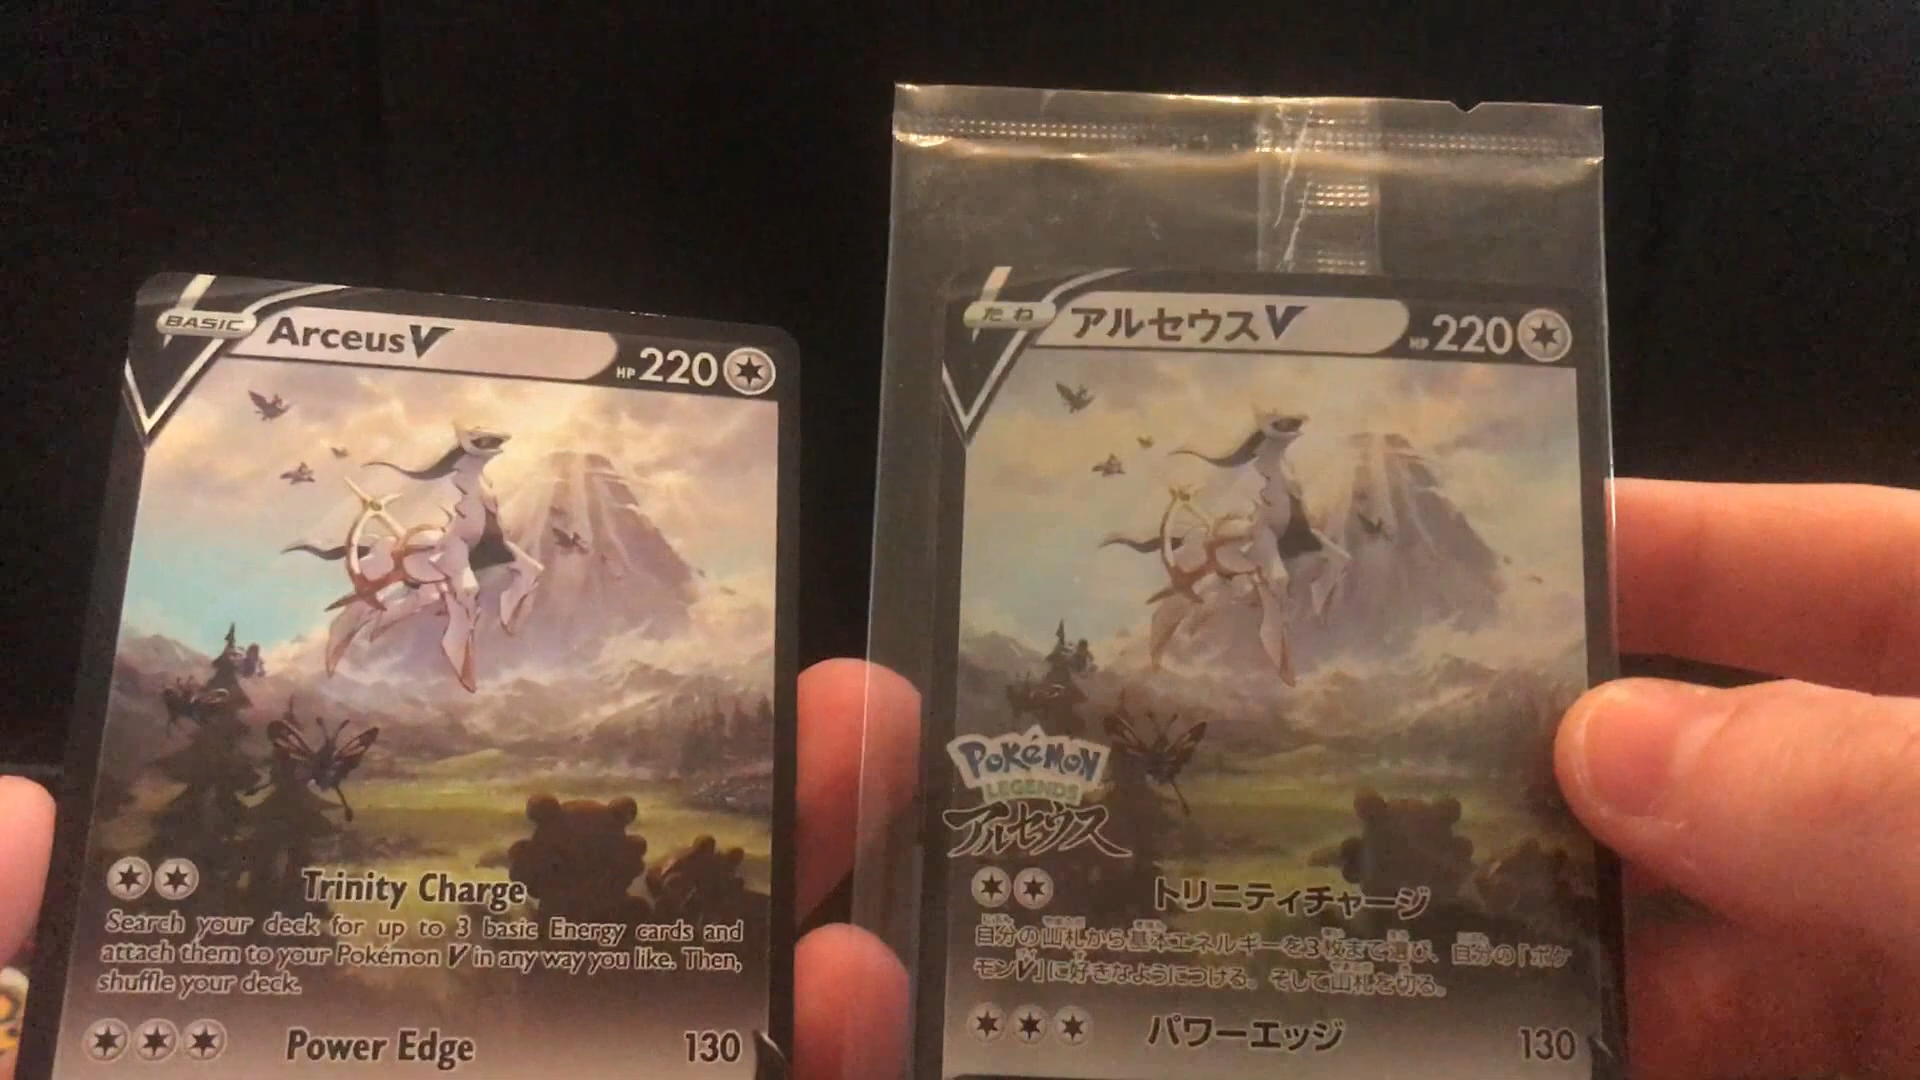 BASIC
ArceusV
HP 220
Trinity Charge
Search your deck for up to 3 basic Energy cards and
attach them to your Pokémon V in any way you like. Then,
shuffle your deck.
Power Edge 130
たね
アルセウスV
HP 220
Pokémon
LEGENDS
アルセウス
トリニティチャージ
自分の山札から基本エネルギーを3枚まで選び、自分の「ポケ
モンV」に好きなようにつける。そして山札を切る。
パワーエッジ 130